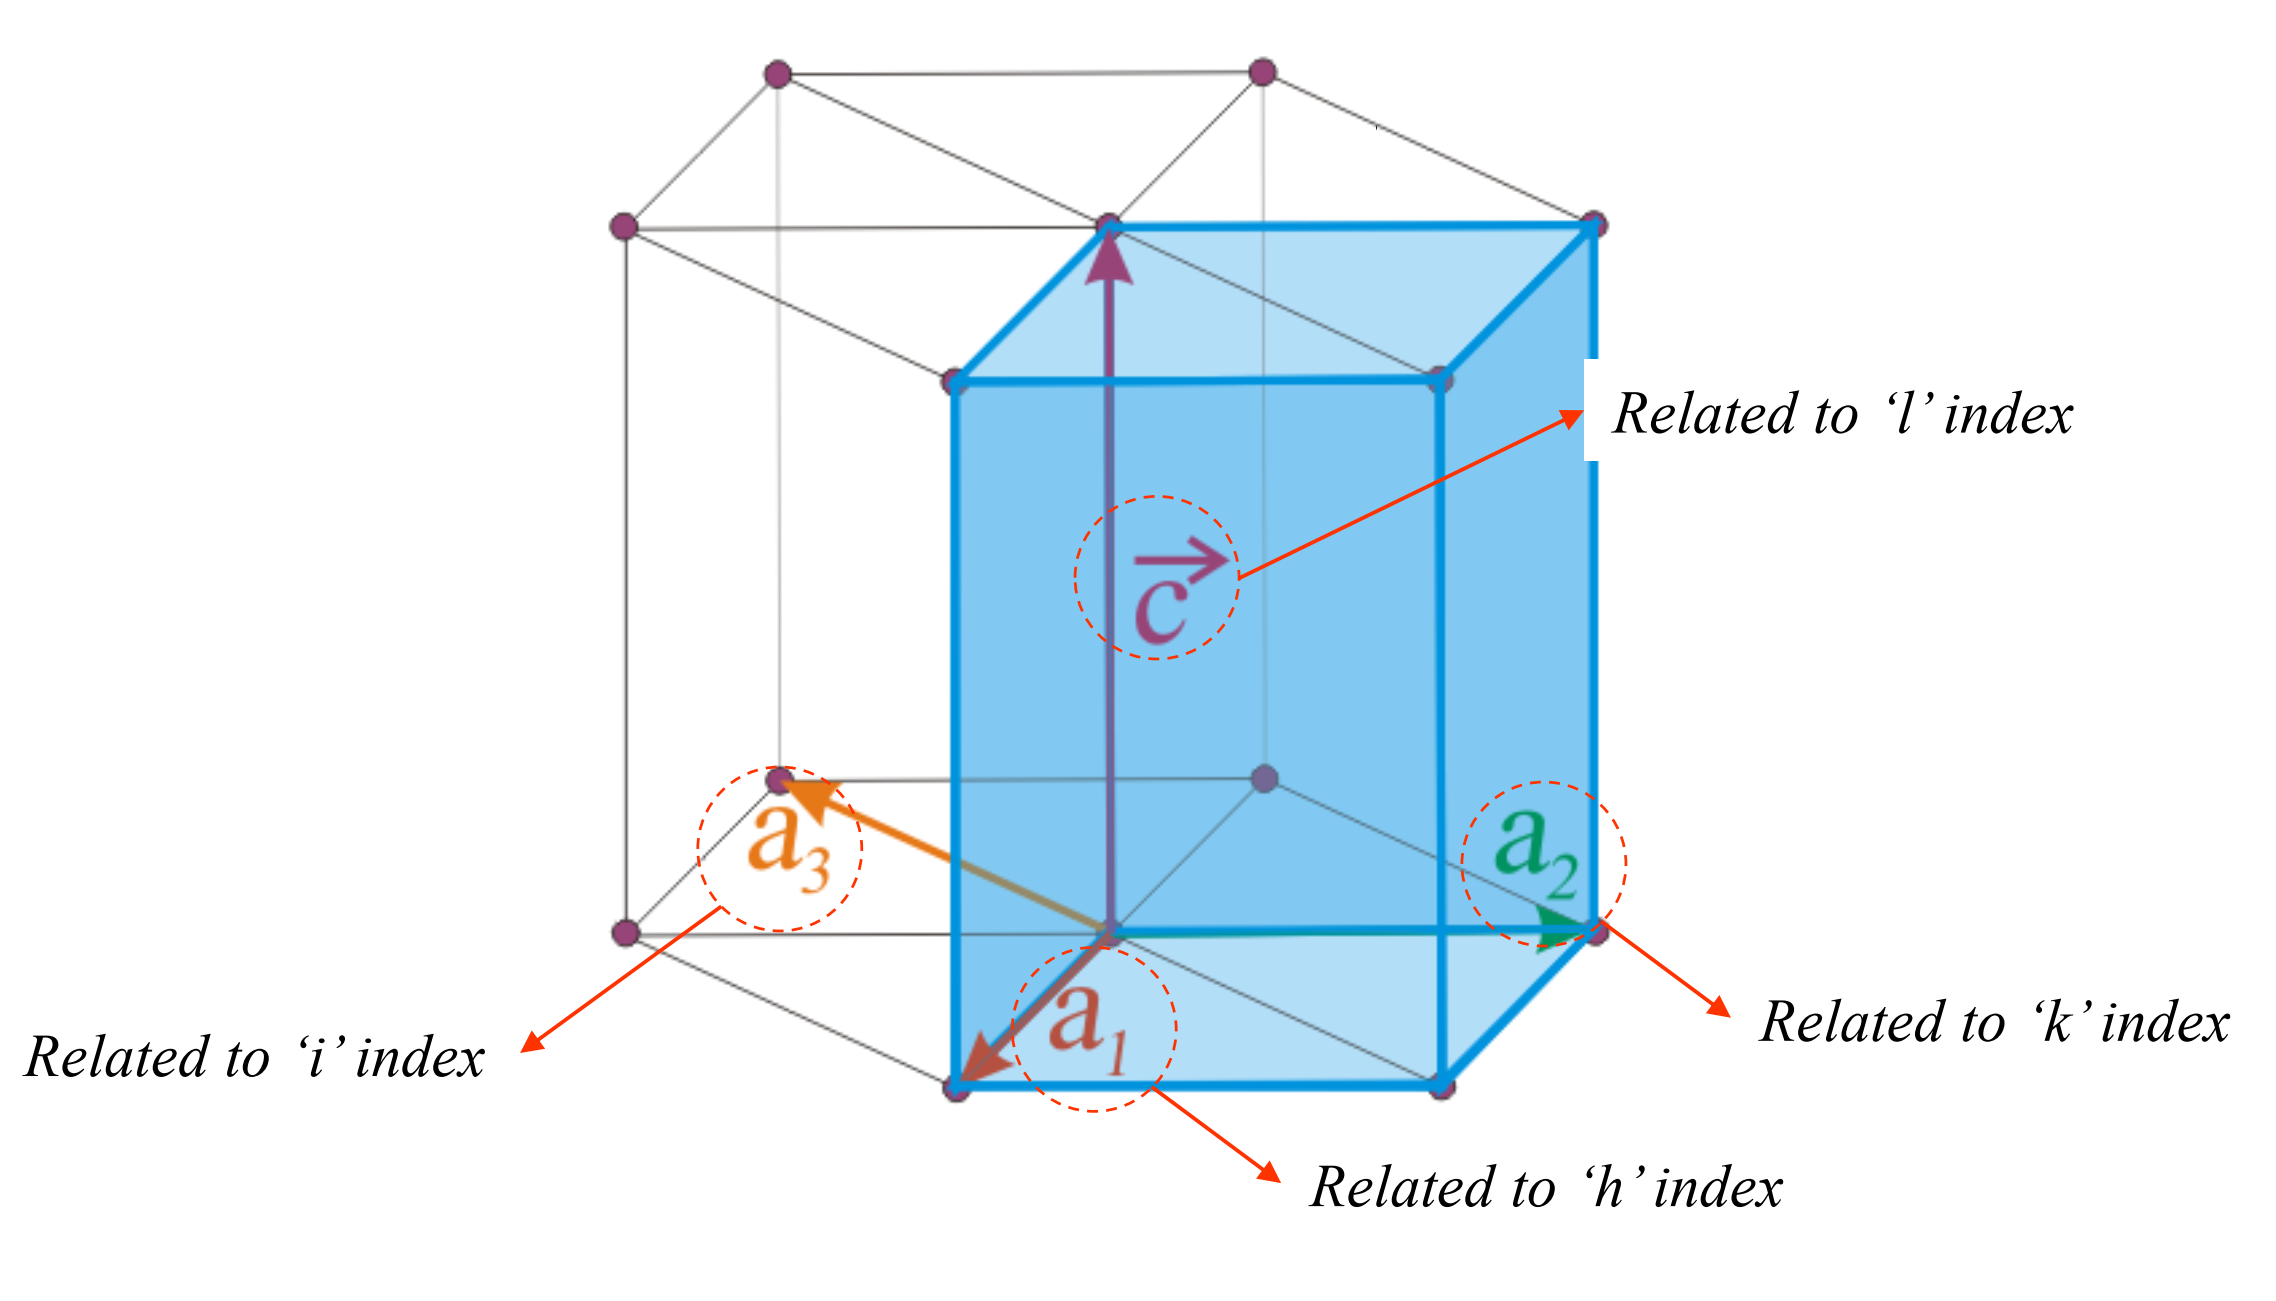 Related to ‘l’ index
c
a3
a2
Related to ‘k’ index
Related to ‘i’ index
a1
Related to ‘h’ index